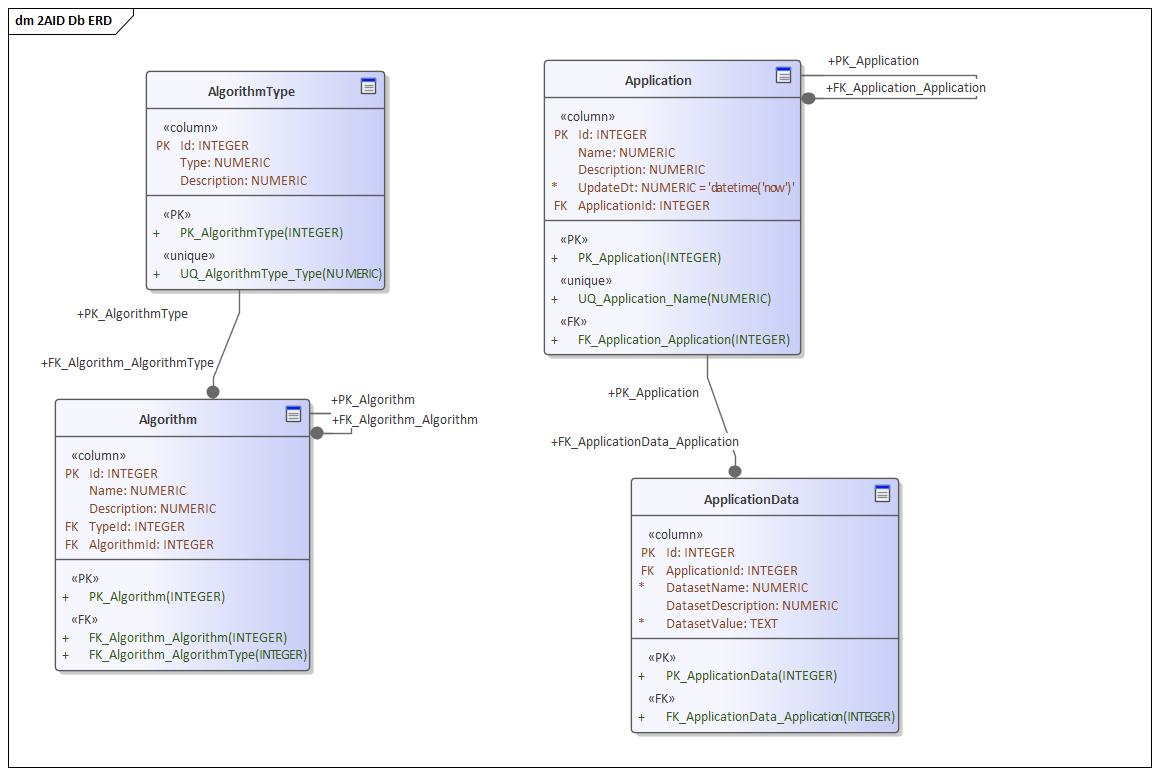 dm 2AID Db ERD
AlgorithmType
«column»
PK Id: INTEGER
Type: NUMERIC
Description: NUMERIC
«PK»
+ PK_AlgorithmType(INTEGER)
«unique»
+ UQ_AlgorithmType_Type(NUMERIC)
+PK_AlgorithmType
+FK_Algorithm_AlgorithmType
Algorithm
«column»
PK Id: INTEGER
Name: NUMERIC
Description: NUMERIC
FK TypeId: INTEGER
FK AlgorithmId: INTEGER
«PK»
+ PK_Algorithm(INTEGER)
«FK»
+ FK_Algorithm_Algorithm(INTEGER)
+ FK_Algorithm_AlgorithmType(INTEGER)
+PK_Algorithm
+FK_Algorithm_Algorithm
Application
«column»
PK Id: INTEGER
Name: NUMERIC
Description: NUMERIC
* UpdateDt: NUMERIC = 'datetime('now')'
FK ApplicationId: INTEGER
«PK»
+ PK_Application(INTEGER)
«unique»
+ UQ_Application_Name(NUMERIC)
«FK»
+ FK_Application_Application(INTEGER)
+PK_Application
+FK_Application_Application
+PK_Application
+FK_ApplicationData_Application
ApplicationData
«column»
PK Id: INTEGER
FK ApplicationId: INTEGER
* DatasetName: NUMERIC
DatasetDescription: NUMERIC
* DatasetValue: TEXT
«PK»
+ PK_ApplicationData(INTEGER)
«FK»
+ FK_ApplicationData_Application(INTEGER)